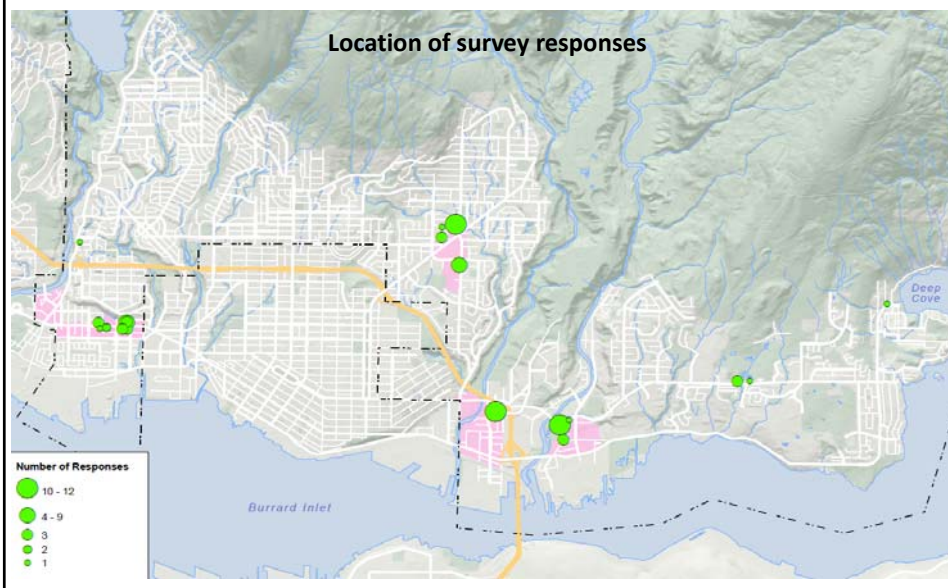 Location of survey responses
Deep
Cove
Number of Responses
10 - 12
4 - 9
3
2
1
Burrard Inlet